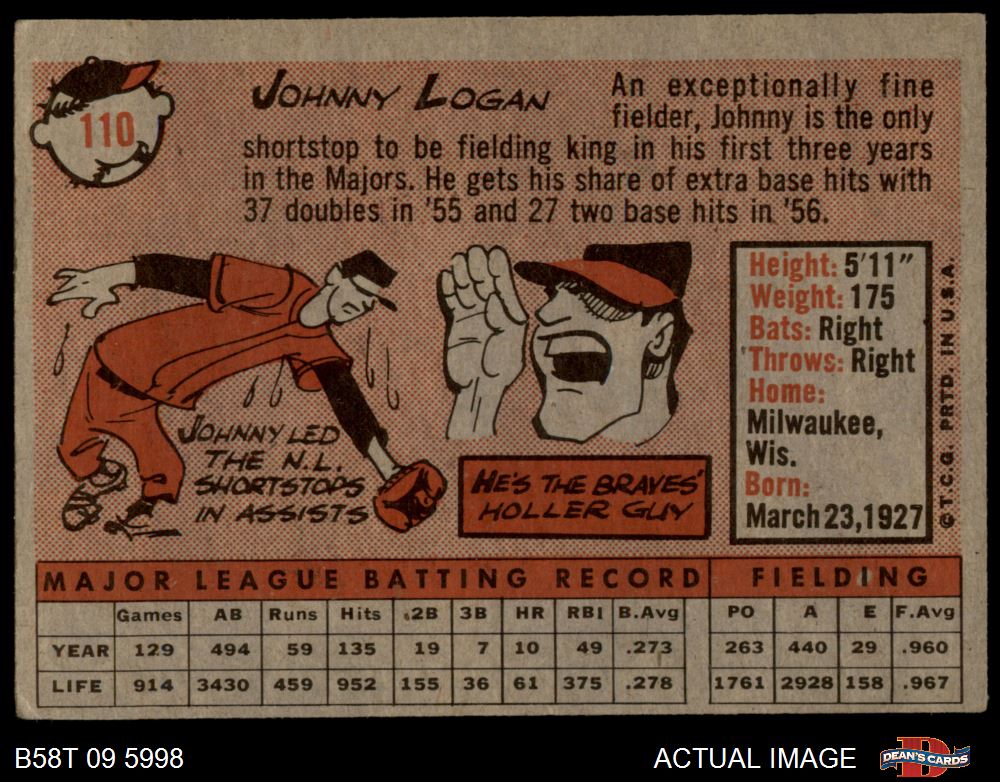 110
JOHNNY LOGAN
An exceptionally fine
fielder, Johnny is the only
shortstop to be fielding king in his first three years
in the Majors. He gets his share of extra base hits with
37 doubles in '55 and 27 two base hits in '56.
JOHNNY LED
THE N.L.
SHORTSTOPS
IN ASSISTS
HE'S THE BRAVES'
HOLLER GUY
Height: 5'11"
Weight: 175
Bats: Right
Throws: Right
Home:
Milwaukee,
Wis.
Born:
March 23, 1927
© T.C.G. PRTD. IN U.S.A.
MAJOR LEAGUE BATTING RECORD FIELDING
Games AB Runs Hits 2B 3B HR RBI B.Avg PO A E F.Avg
YEAR 129 494 59 135 19 7 10 49 .273 263 440 29 .960
LIFE 914 3430 459 952 155 36 61 375 .278 1761 2928 158 .967
B58T 09 5998 ACTUAL IMAGE DEAN'S CARDS